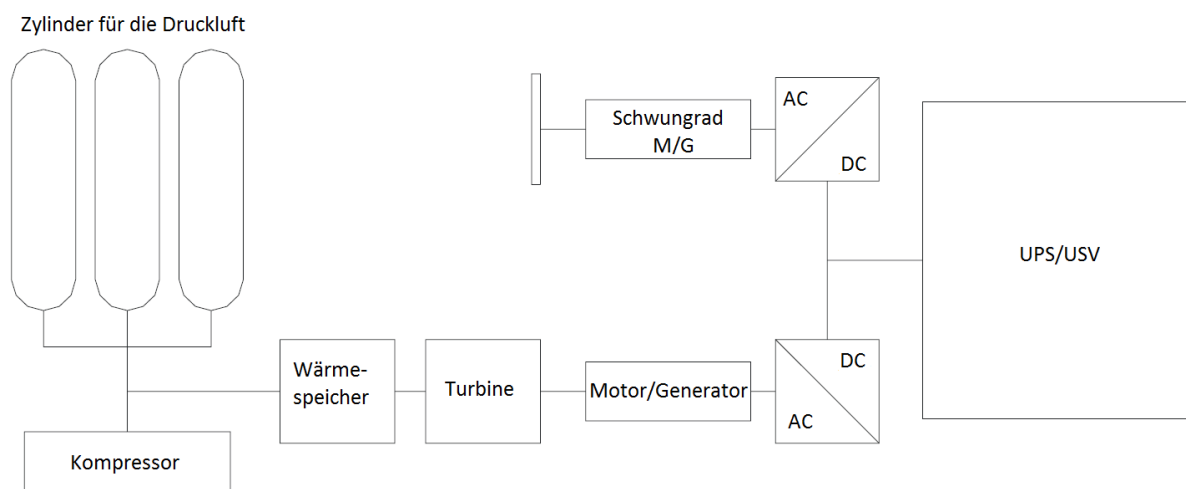 Zylinder für die Druckluft
Schwungrad
M/G
AC
DC
UPS/USV
Wärme-
speicher
Turbine
Motor/Generator
DC
AC
Kompressor